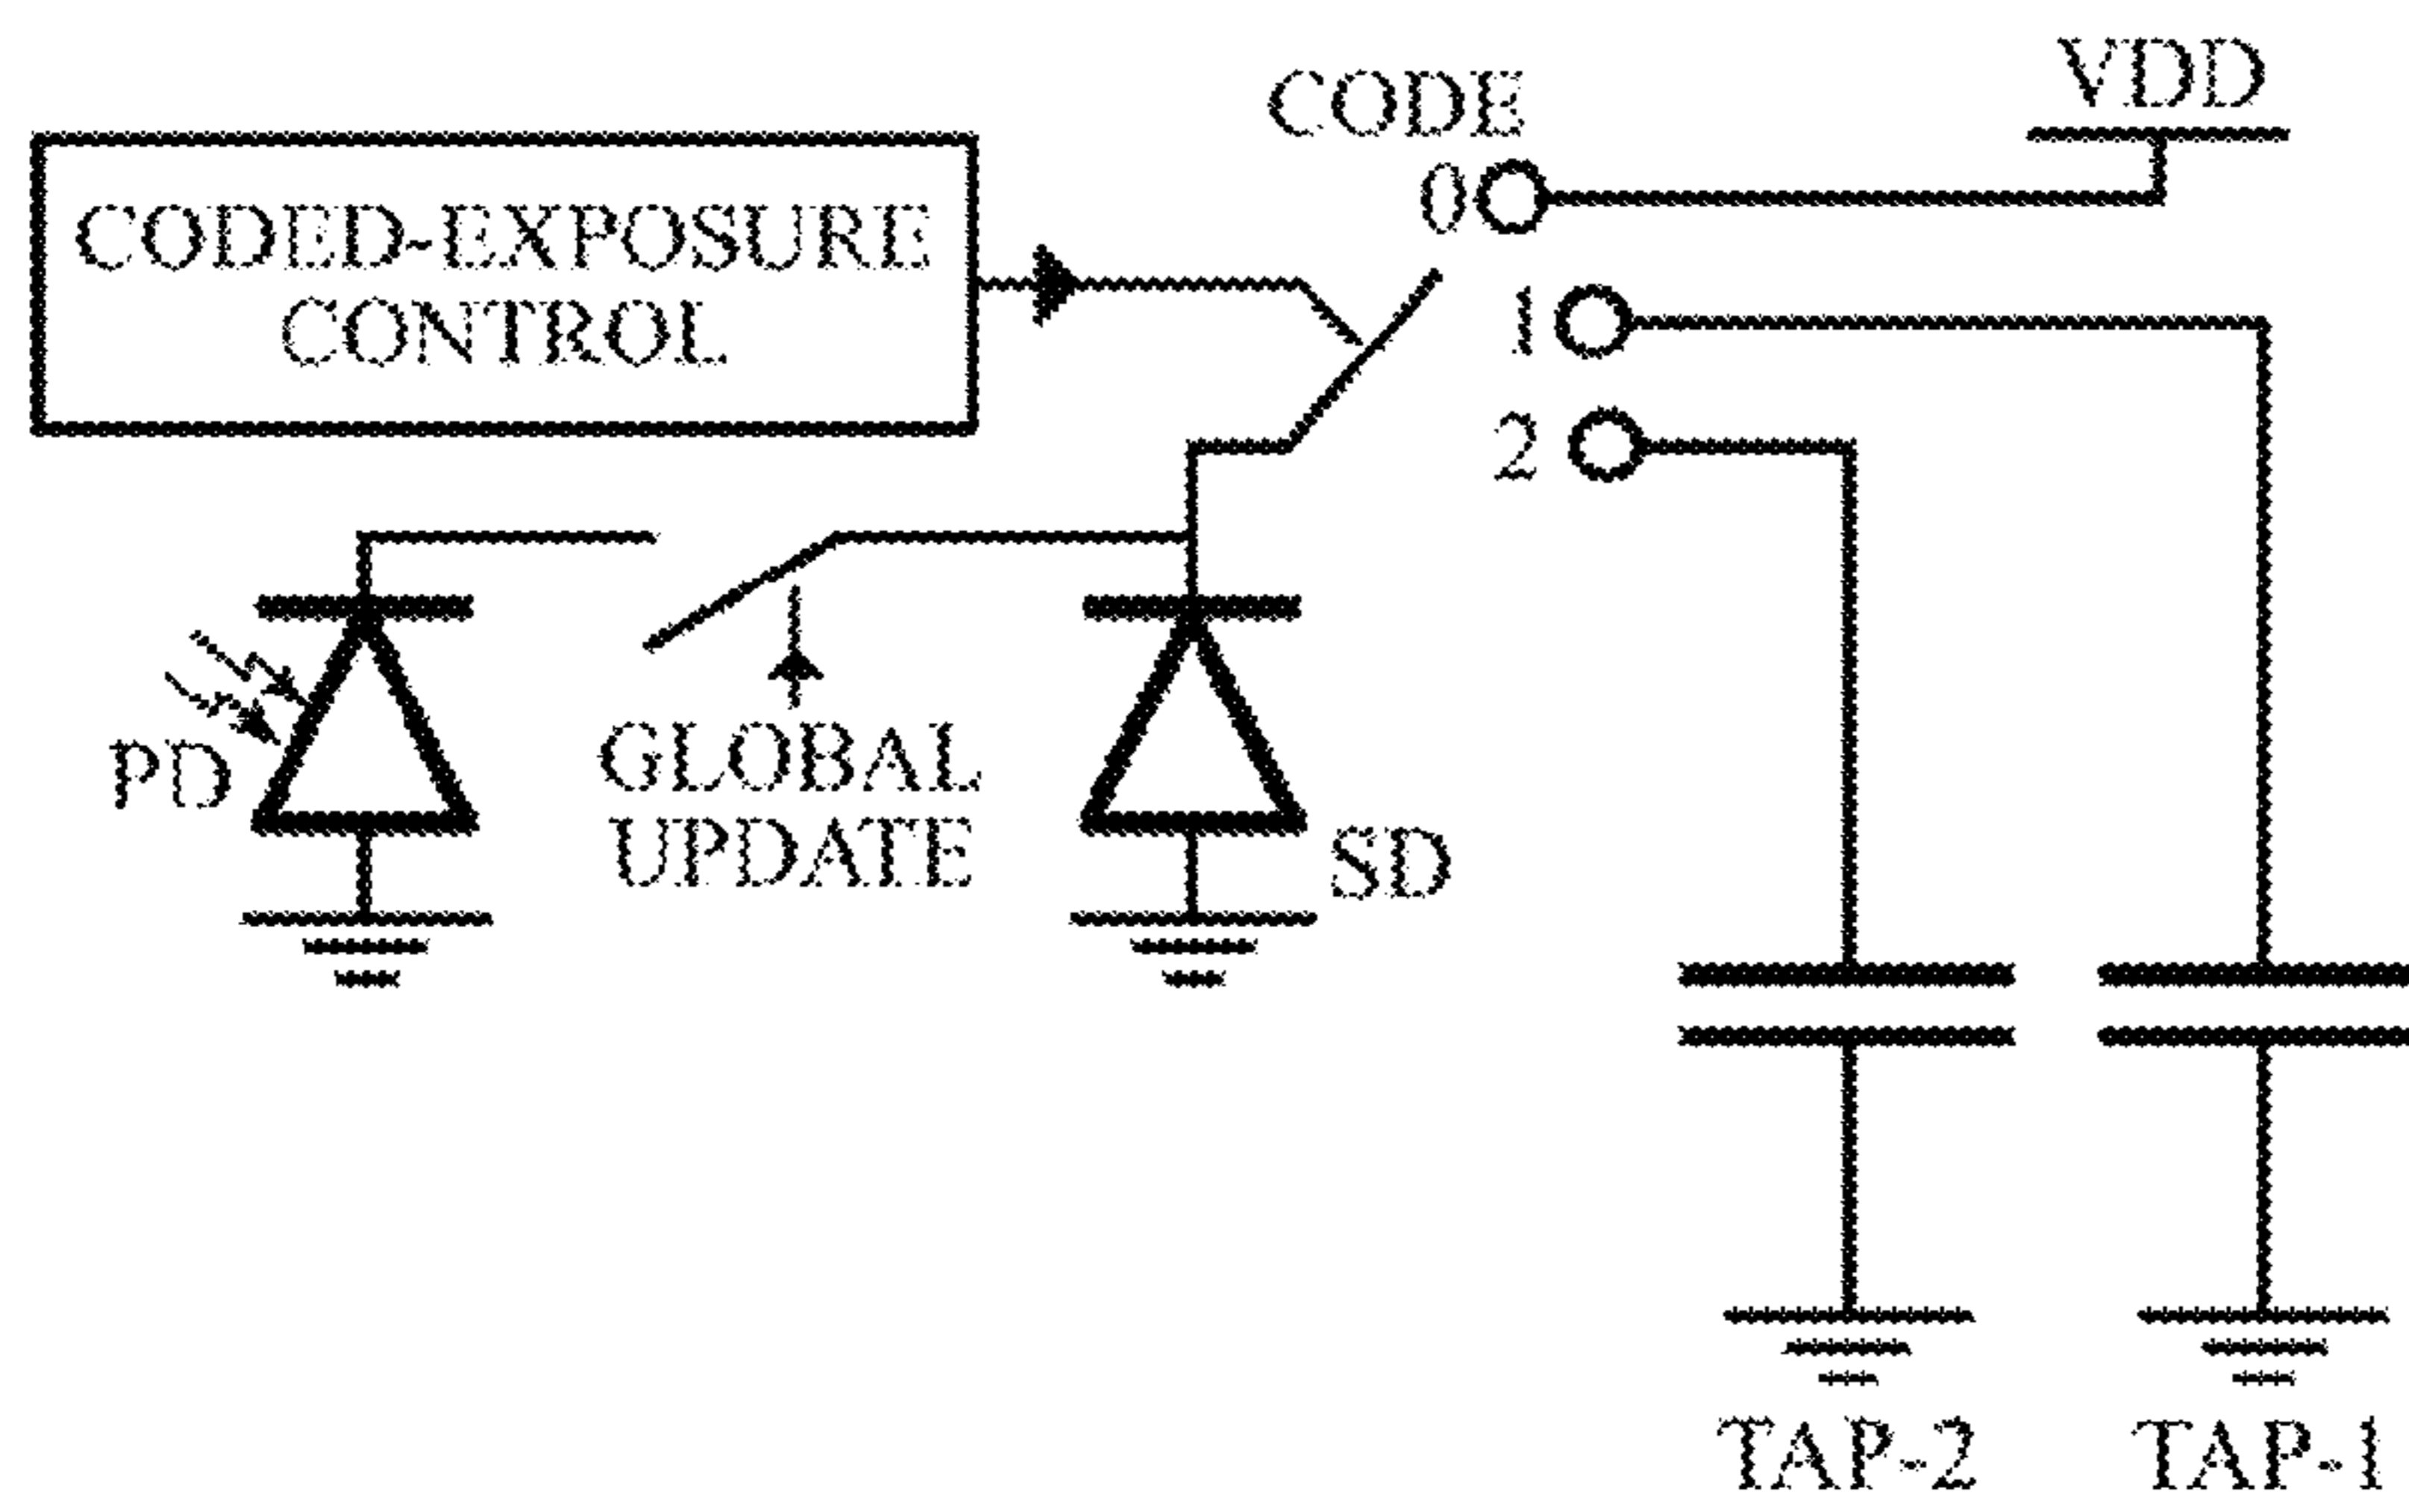 CODE
VDD
0
CODED-EXPOSURE
CONTROL
1
2
PD
GLOBAL
UPDATE
SD
TAP-2
TAP-1